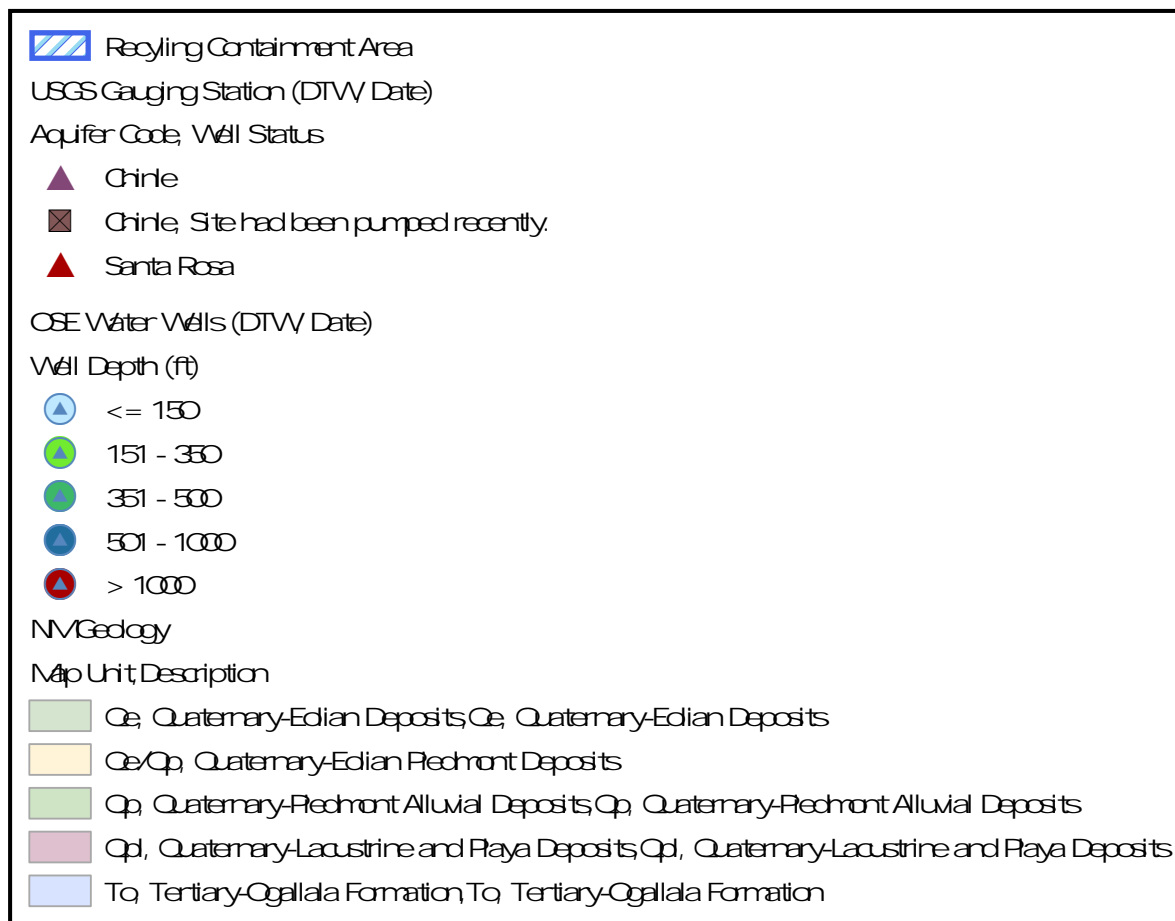 Recyling Containment Area
USGS Gauging Station (DTW/ Date)
Aquifer Code, Well Status
Chinle
Chinle, Site had been pumped recently.
Santa Rosa
OSE Water Wells (DTW/ Date)
Well Depth (ft)
<= 150
151 - 350
351 - 500
501 - 1000
> 1000
NMGeology
Map Unit,Description
Qe, Quaternary-Eolian Deposits,Qe, Quaternary-Eolian Deposits
Qe/Qp, Quaternary-Eolian Piedmont Deposits
Qp, Quaternary-Piedmont Alluvial Deposits,Qp, Quaternary-Piedmont Alluvial Deposits
Qpl, Quaternary-Lacustrine and Playa Deposits,Qpl, Quaternary-Lacustrine and Playa Deposits
To, Tertiary-Ogallala Formation,To, Tertiary-Ogallala Formation